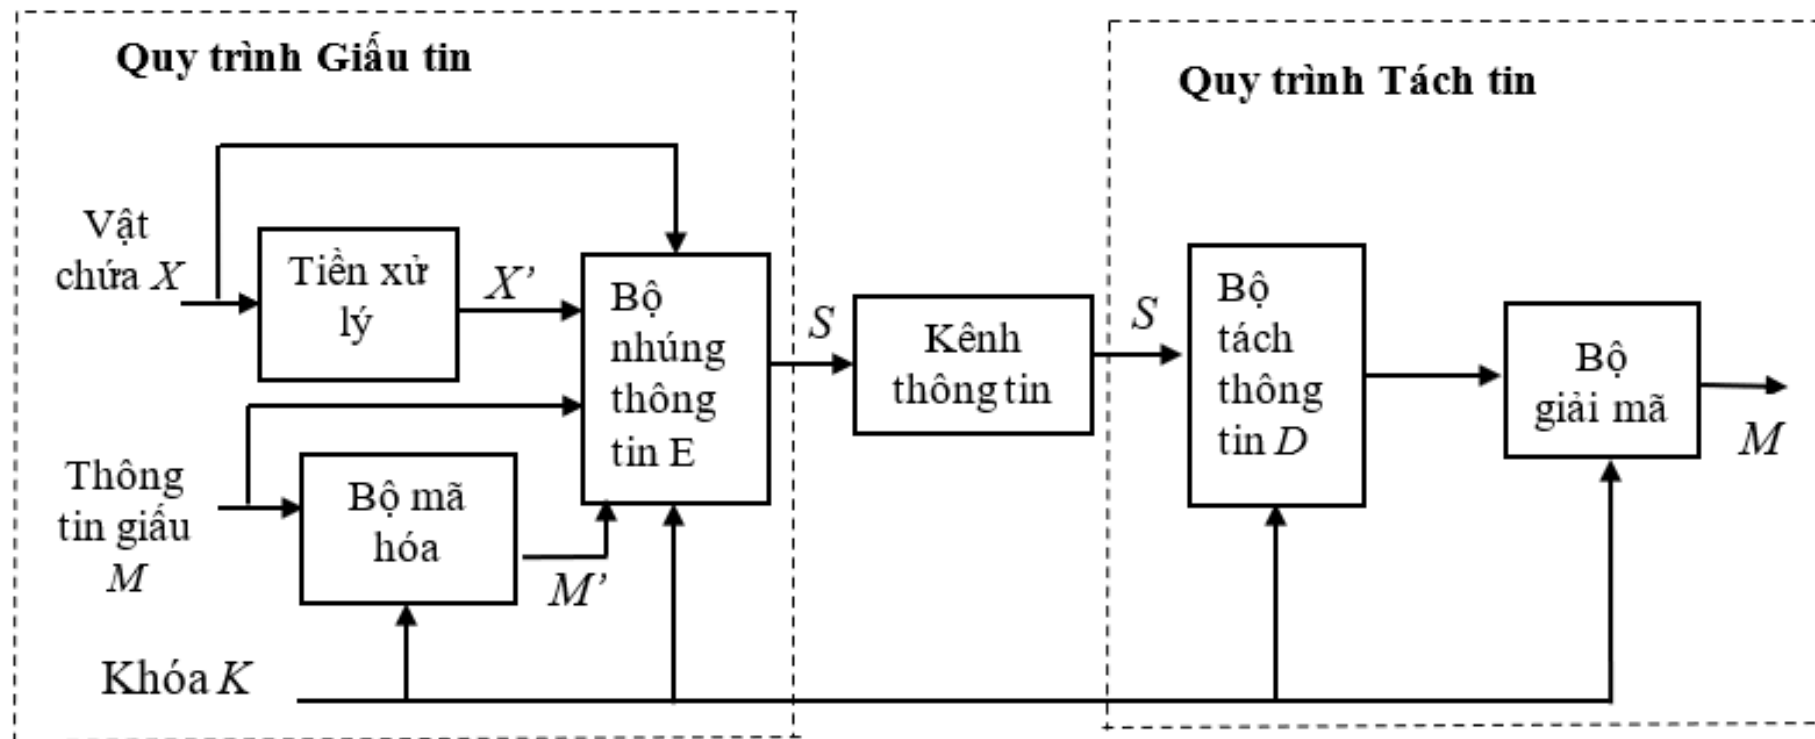 Quy trình Giấu tin
Vật
chứa X
Tiền xử
lý
X’
Bộ
nhúng
thông
tin E
Thông
tin giấu
M
Bộ mã
hóa
M’
Khóa K
S
Kênh
thông tin
S
Quy trình Tách tin
Bộ
tách
thông
tin D
Bộ
giải mã
M